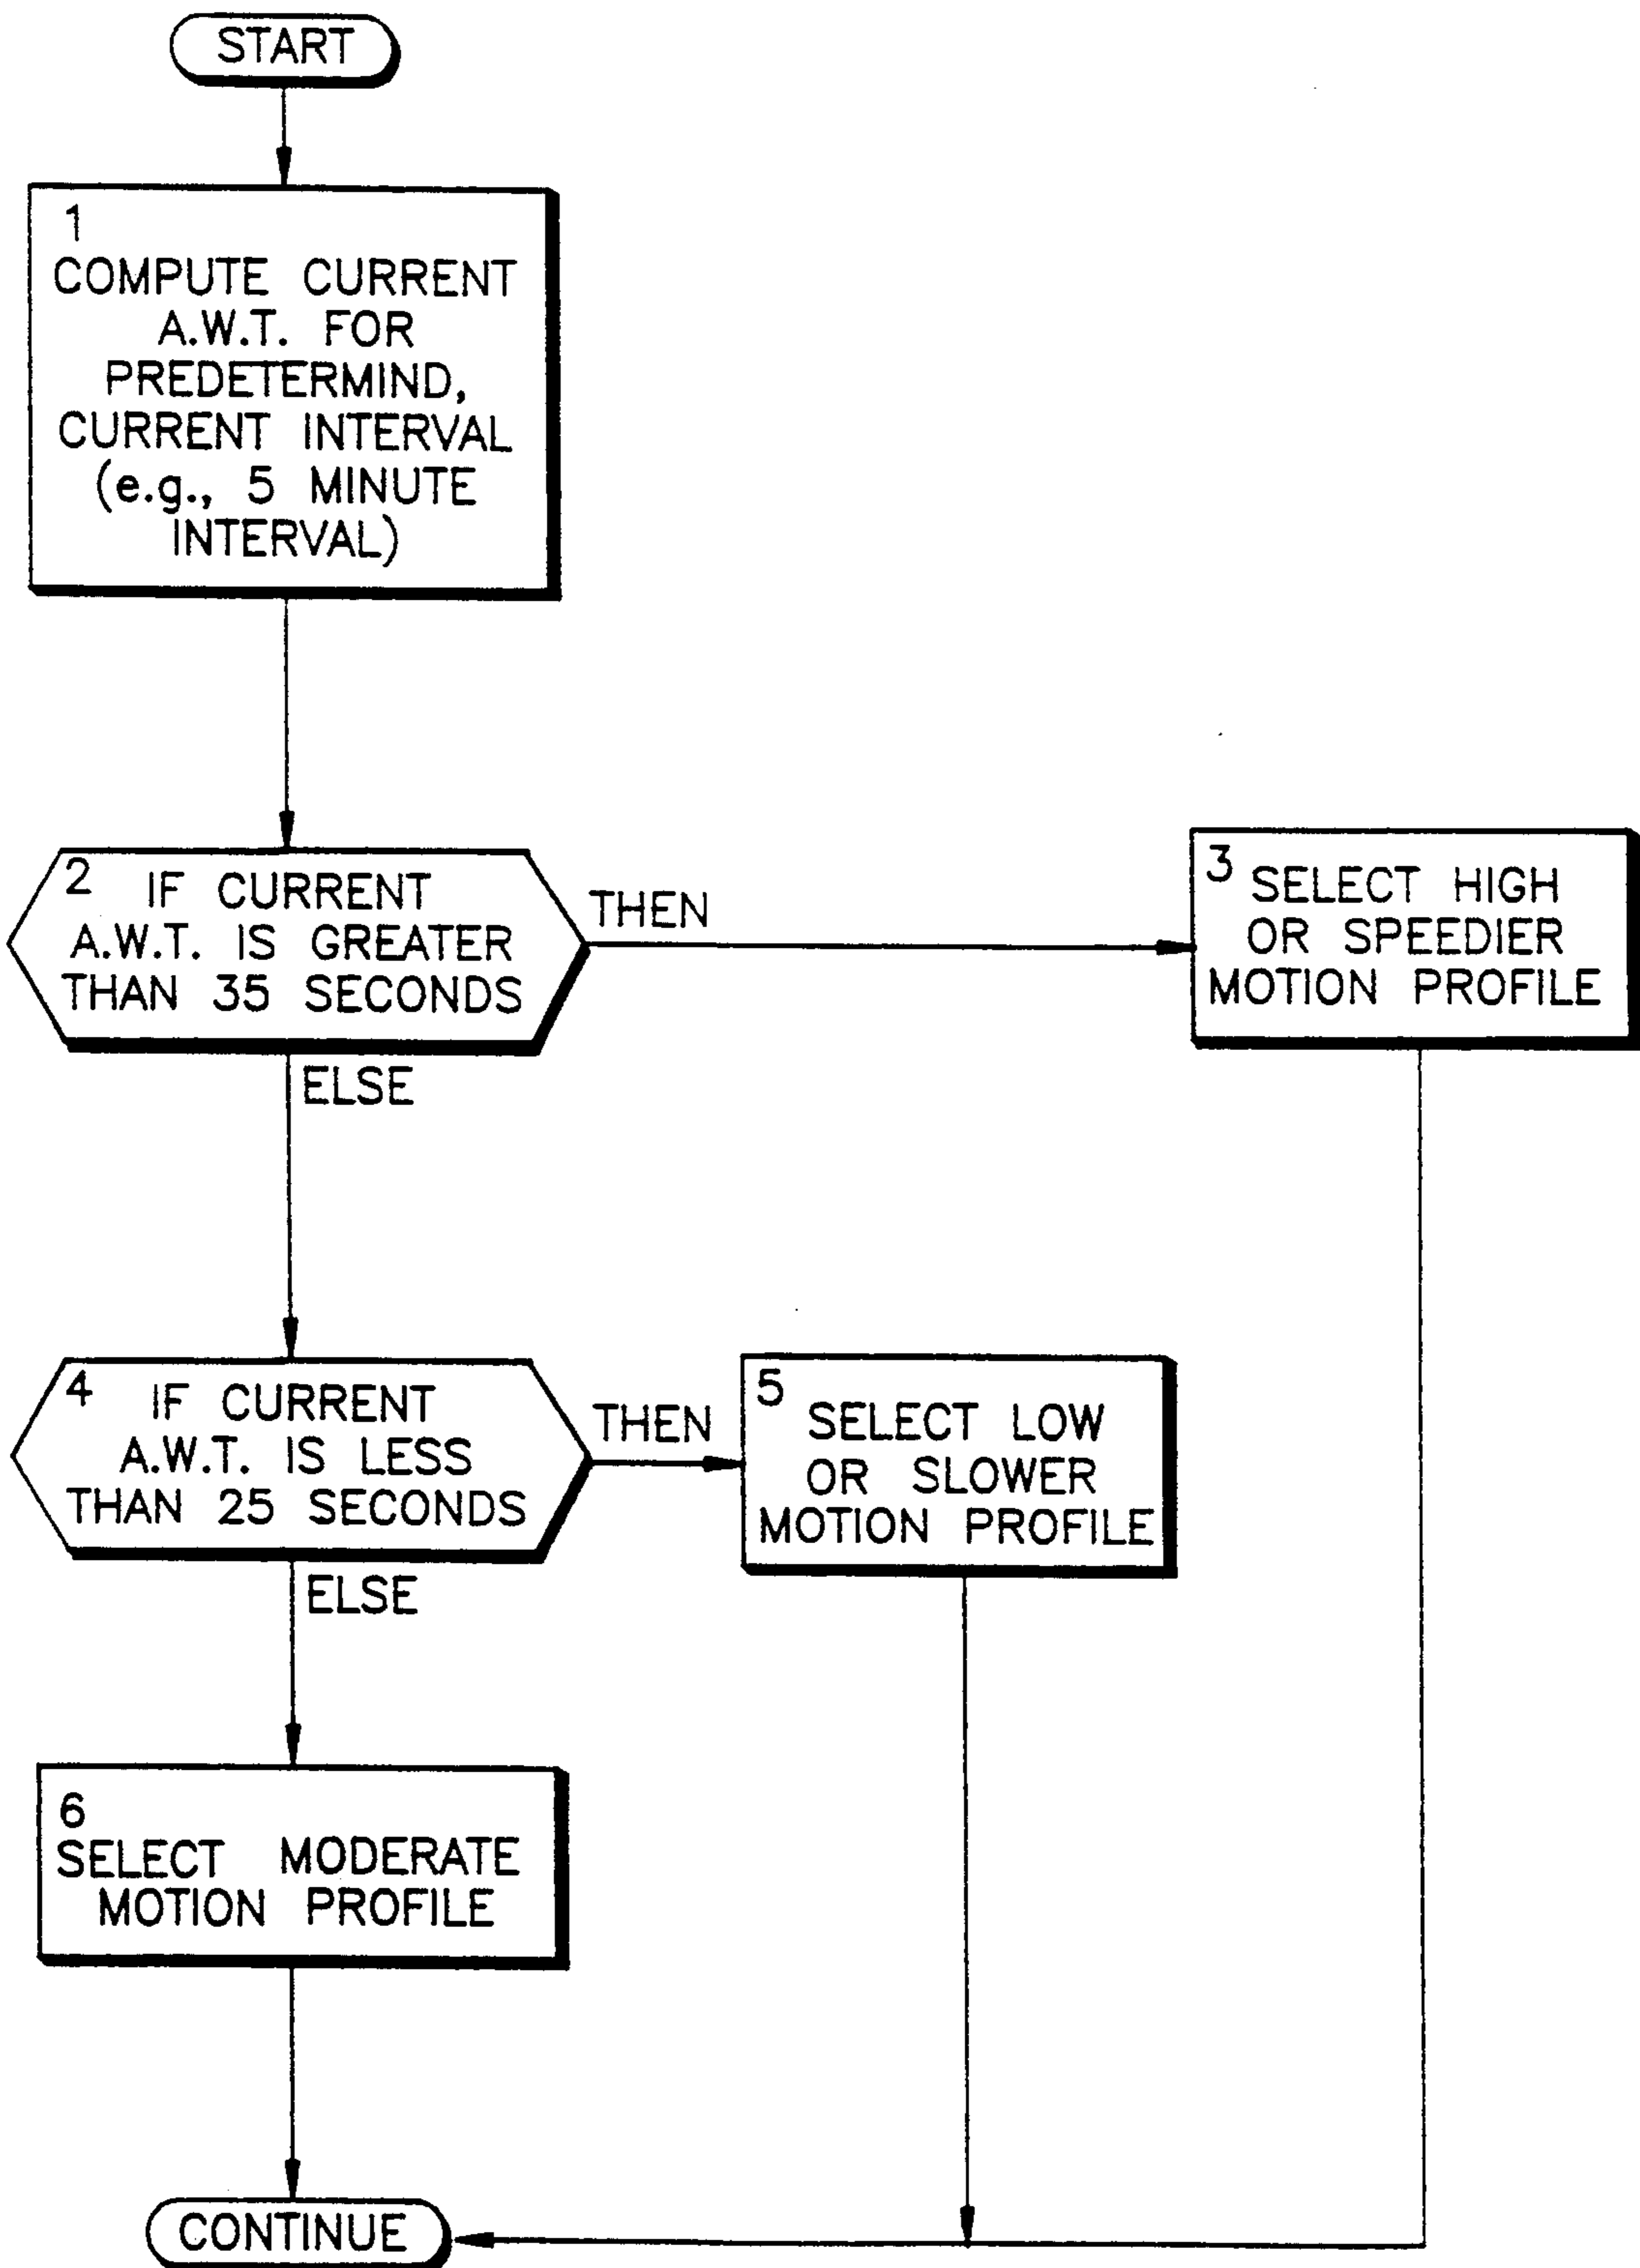 START
1
COMPUTE CURRENT
A.W.T. FOR
PREDETERMIND,
CURRENT INTERVAL
(e.g., 5 MINUTE
INTERVAL)
2 IF CURRENT
A.W.T. IS GREATER
THAN 35 SECONDS
THEN
3 SELECT HIGH
OR SPEEDIER
MOTION PROFILE
ELSE
4 IF CURRENT
A.W.T. IS LESS
THAN 25 SECONDS
THEN
5
SELECT LOW
OR SLOWER
MOTION PROFILE
ELSE
6
SELECT MODERATE
MOTION PROFILE
CONTINUE